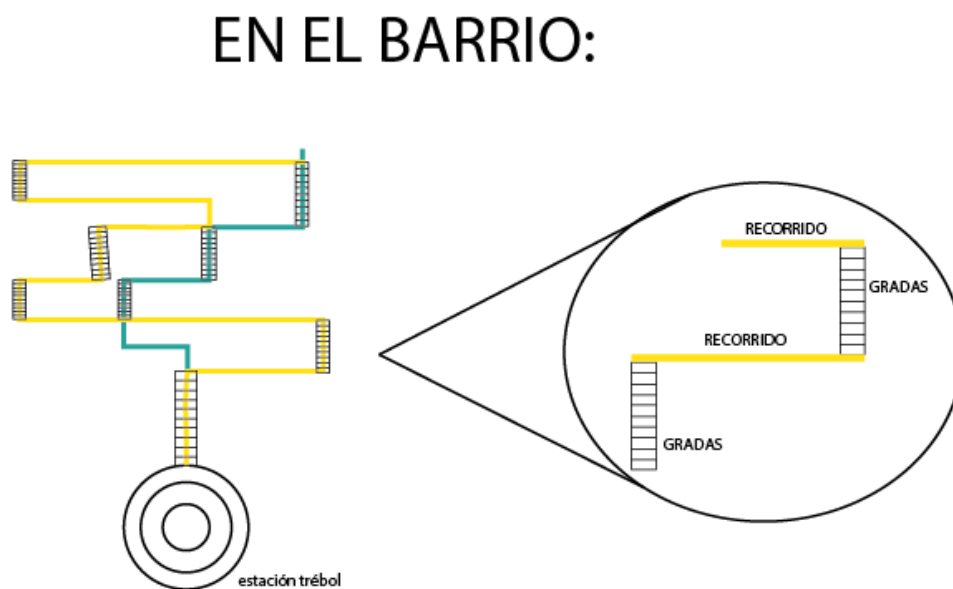 EN EL BARRIO:
RECORRIDO
GRADAS
RECORRIDO
GRADAS
estación trébol